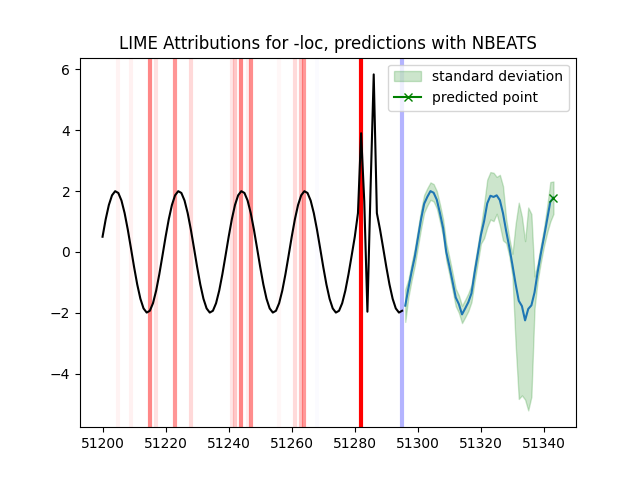 LIME Attributions for -loc, predictions with NBEATS
standard deviation
predicted point
6
4
2
0
−2
−4
51200 51220 51240 51260 51280 51300 51320 51340